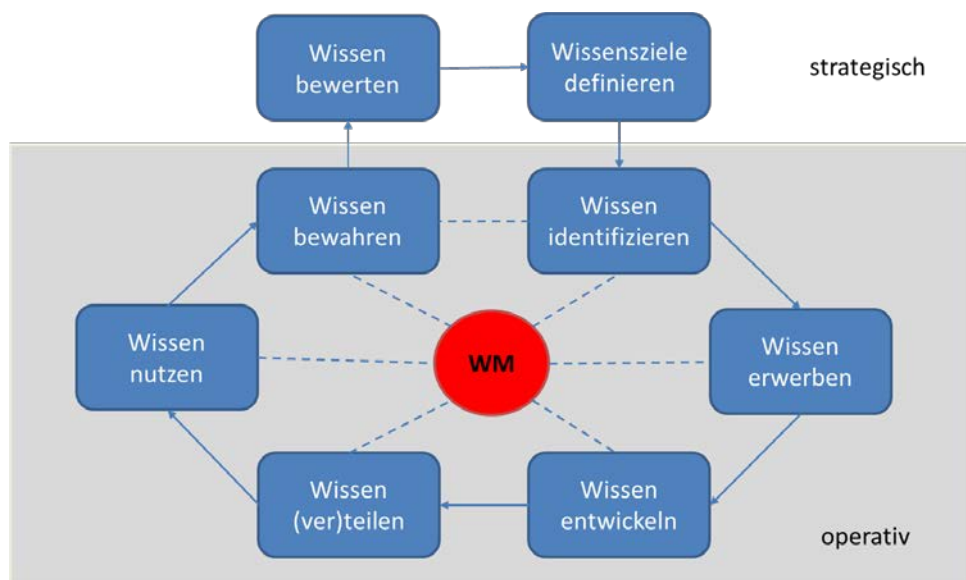 Wissen
bewerten
Wissensziele
definieren
strategisch
Wissen
bewahren
Wissen
identifizieren
Wissen
nutzen
WM
Wissen
erwerben
Wissen
(ver)teilen
Wissen
entwickeln
operativ